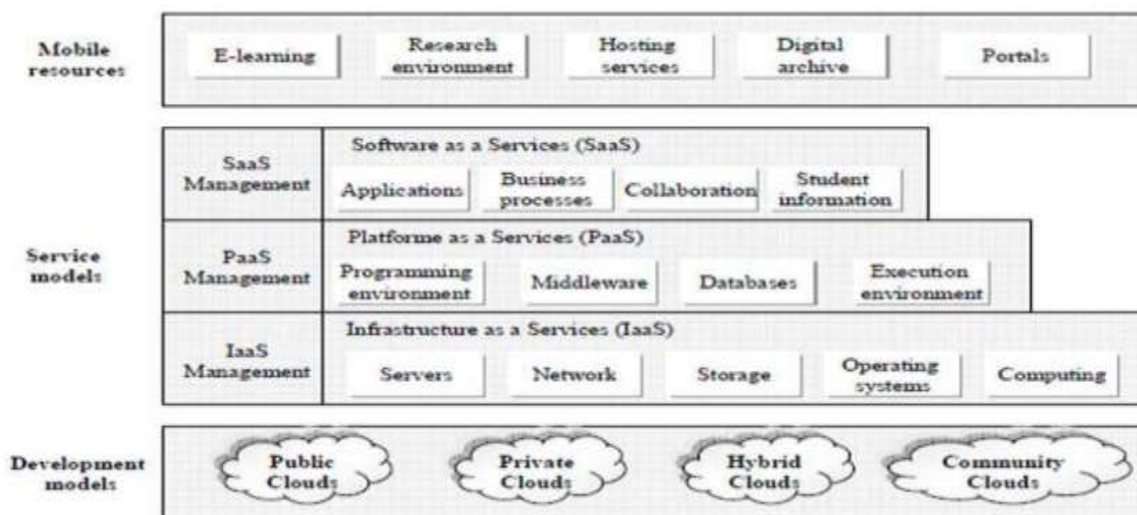 Mobile
resources
E-learning
Research
environment
Hosting
services
Digital
archive
Portals
Service
models
SaaS
Management
Software as a Services (SaaS)
Applications
Business
processes
Collaboration
Student
information
PaaS
Management
Platforme as a Services (PaaS)
Programming
environment
Middleware
Databases
Execution
environment
IaaS
Management
Infrastructure as a Services (IaaS)
Servers
Network
Storage
Operating
systems
Computing
Development
models
Public
Clouds
Private
Clouds
Hybrid
Clouds
Community
Clouds